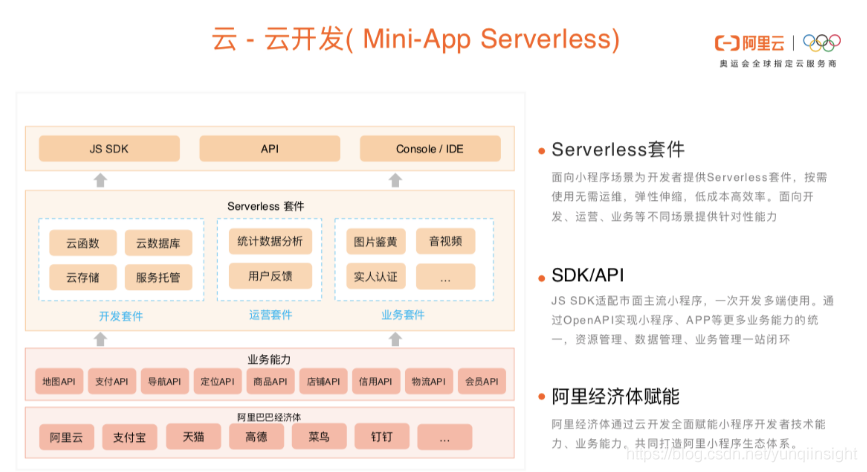 云 - 云开发( Mini-App Serverless)
阿里云
奥运会全球指定云服务商
JS SDK
API
Console / IDE
Serverless 套件
云函数
云数据库
云存储
服务托管
开发套件
统计数据分析
用户反馈
运营套件
图片鉴黄
音视频
实人认证
...
业务套件
业务能力
地图API
支付API
导航API
定位API
商品API
店铺API
信用API
物流API
会员API
阿里巴巴经济体
阿里云
支付宝
天猫
高德
菜鸟
钉钉
...
Serverless套件
面向小程序场景为开发者提供Serverless套件，按需
使用无需运维，弹性伸缩，低成本高效率。面向开
发、运营、业务等不同场景提供针对性能力
SDK/API
JS SDK适配市面主流小程序，一次开发多端使用。通
过OpenAPI实现小程序、APP等更多业务能力的统
一，资源管理、数据管理、业务管理一站闭环
阿里经济体赋能
阿里经济体通过云开发全面赋能小程序开发者技术能
力、业务能力。共同打造阿里小程序生态体系。
https://blog.csdn.net/yunqiinsight